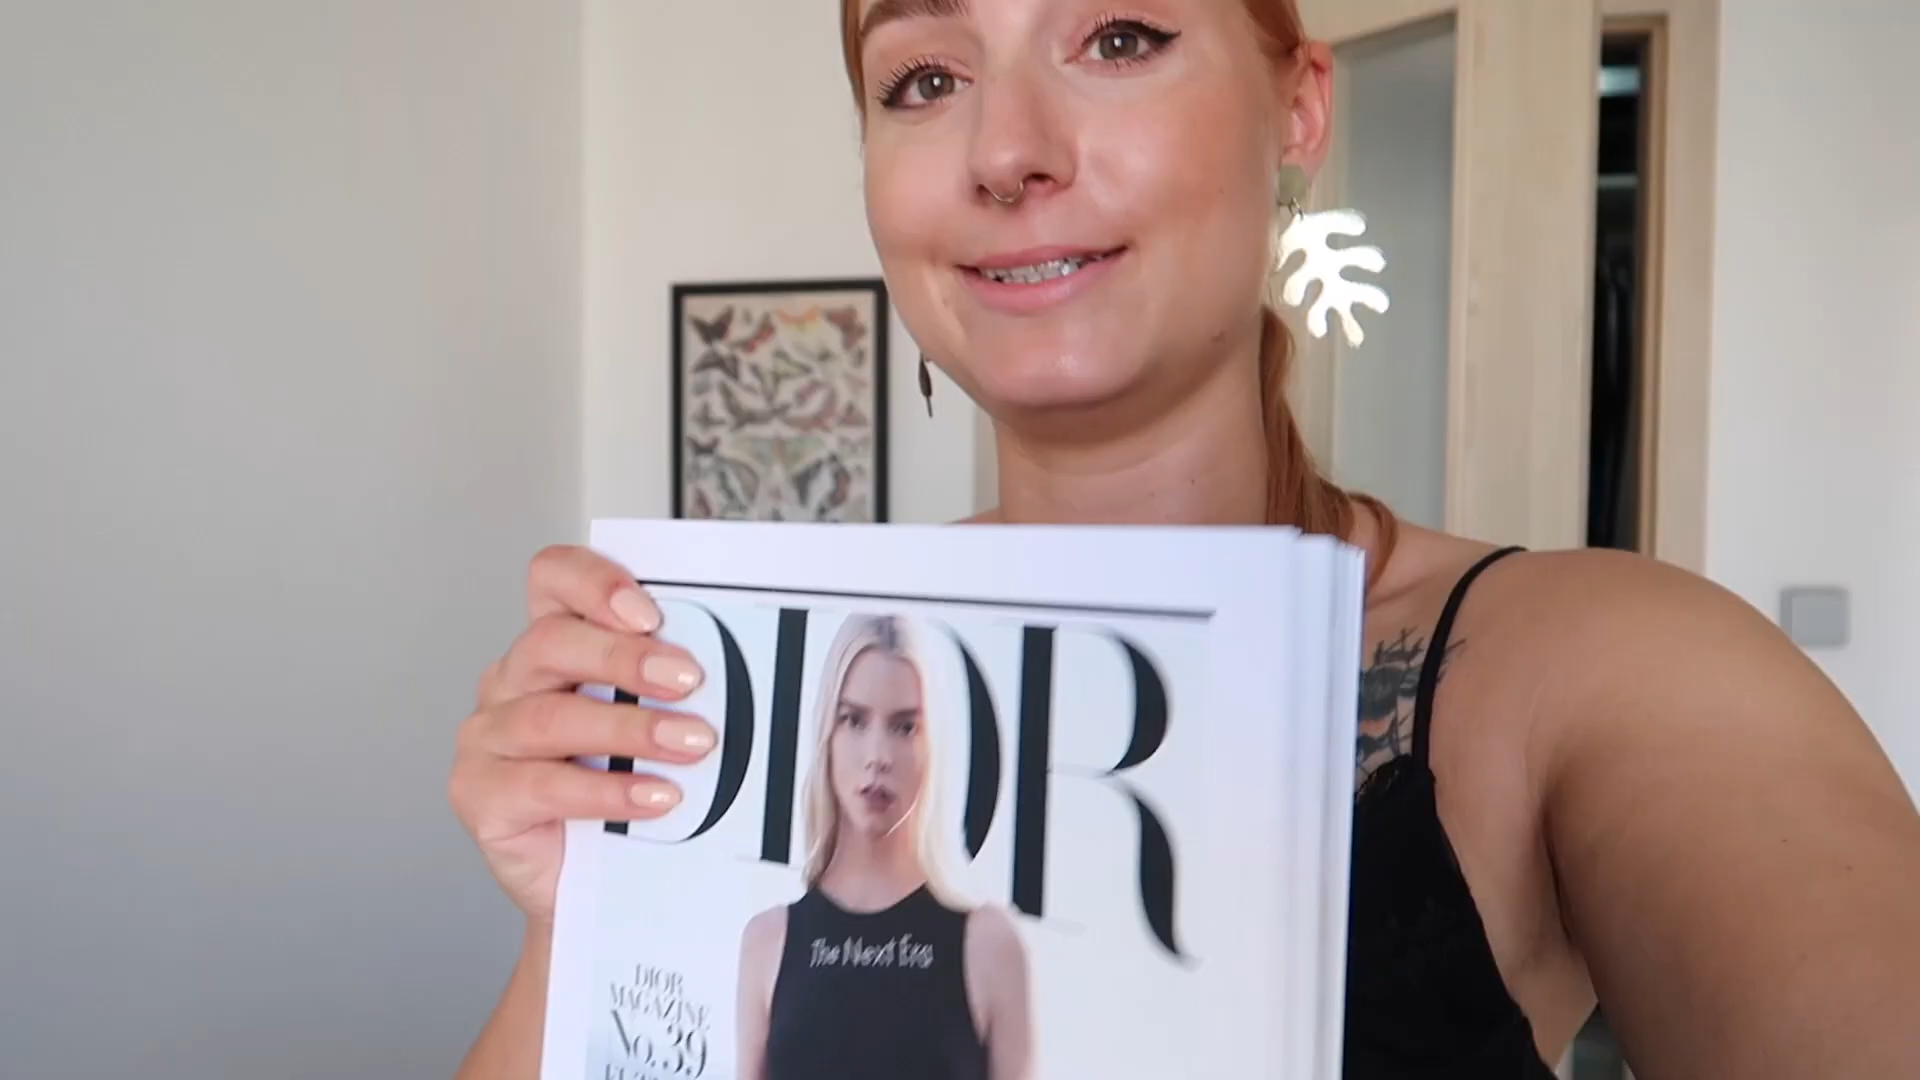 DIOR
The Next Era
DIOR
MAGAZINE
No. 39